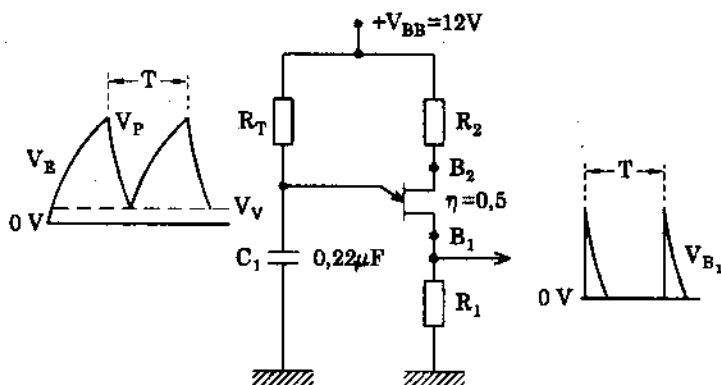 +V_BB=12V
T
R_T
R_2
V_P
V_E
B_2
η=0,5
T
V_V
0 V
B_1
C_1
0,22μF
V_B1
R_1
0 V